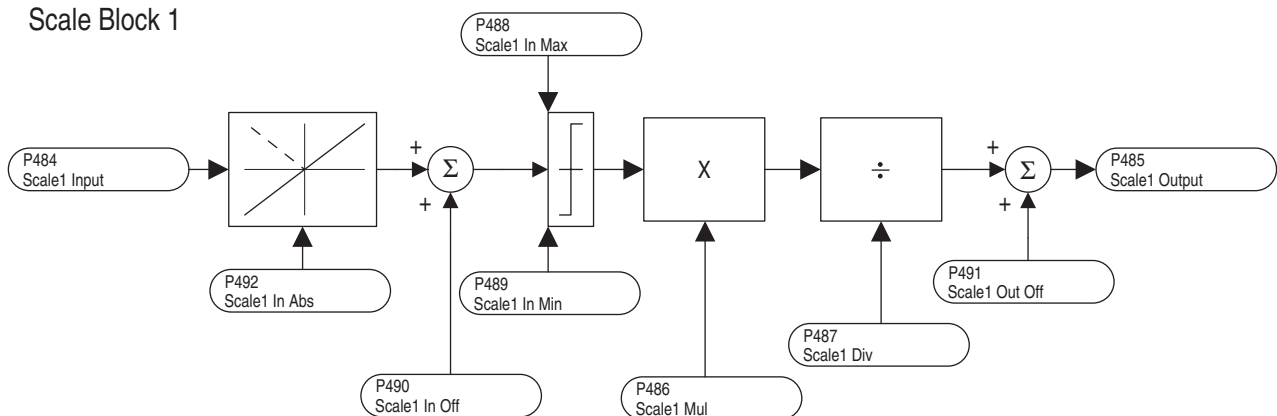 Scale Block 1
P488
Scale1 In Max
P484
Scale1 Input
+
Σ
+
X
÷
+
Σ
+
P485
Scale1 Output
P492
Scale1 In Abs
P489
Scale1 In Min
P491
Scale1 Out Off
P487
Scale1 Div
P490
Scale1 In Off
P486
Scale1 Mul